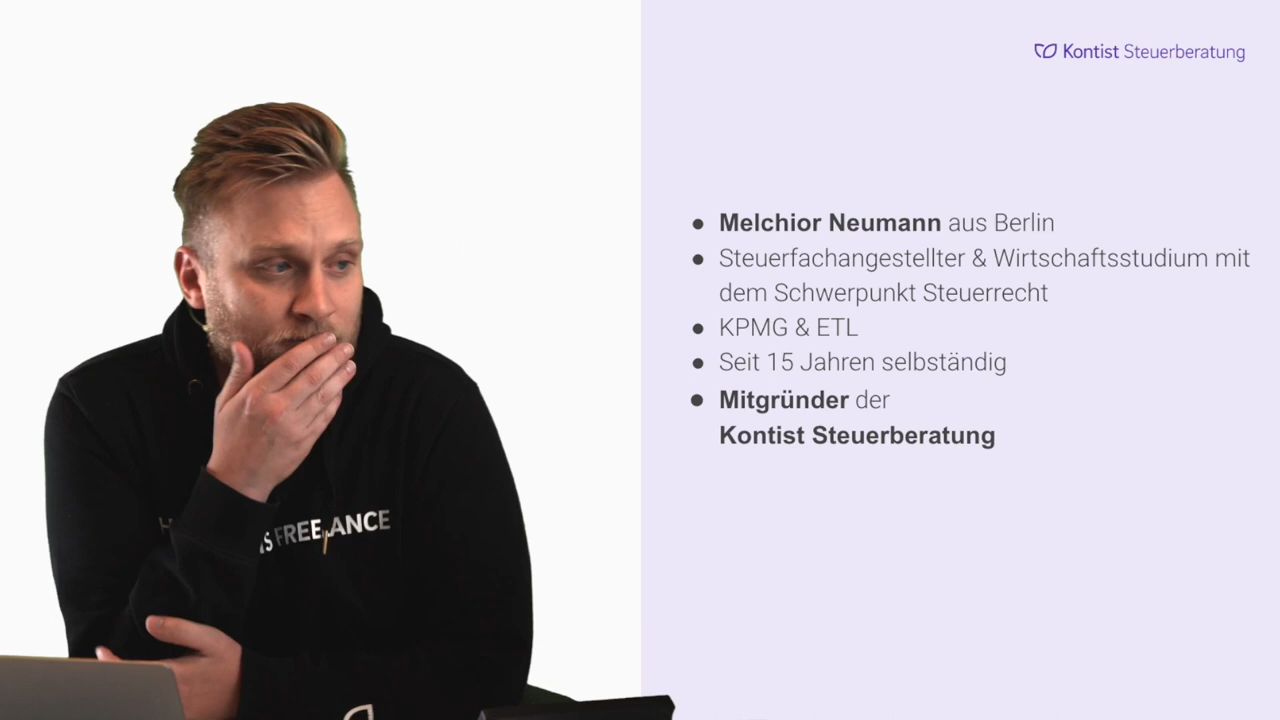 Kontist Steuerberatung
Melchior Neumann aus Berlin
Steuerfachangestellter & Wirtschaftsstudium mit
dem Schwerpunkt Steuerrecht
KPMG & ETL
Seit 15 Jahren selbständig
Mitgründer der
Kontist Steuerberatung
IS FREELANCE